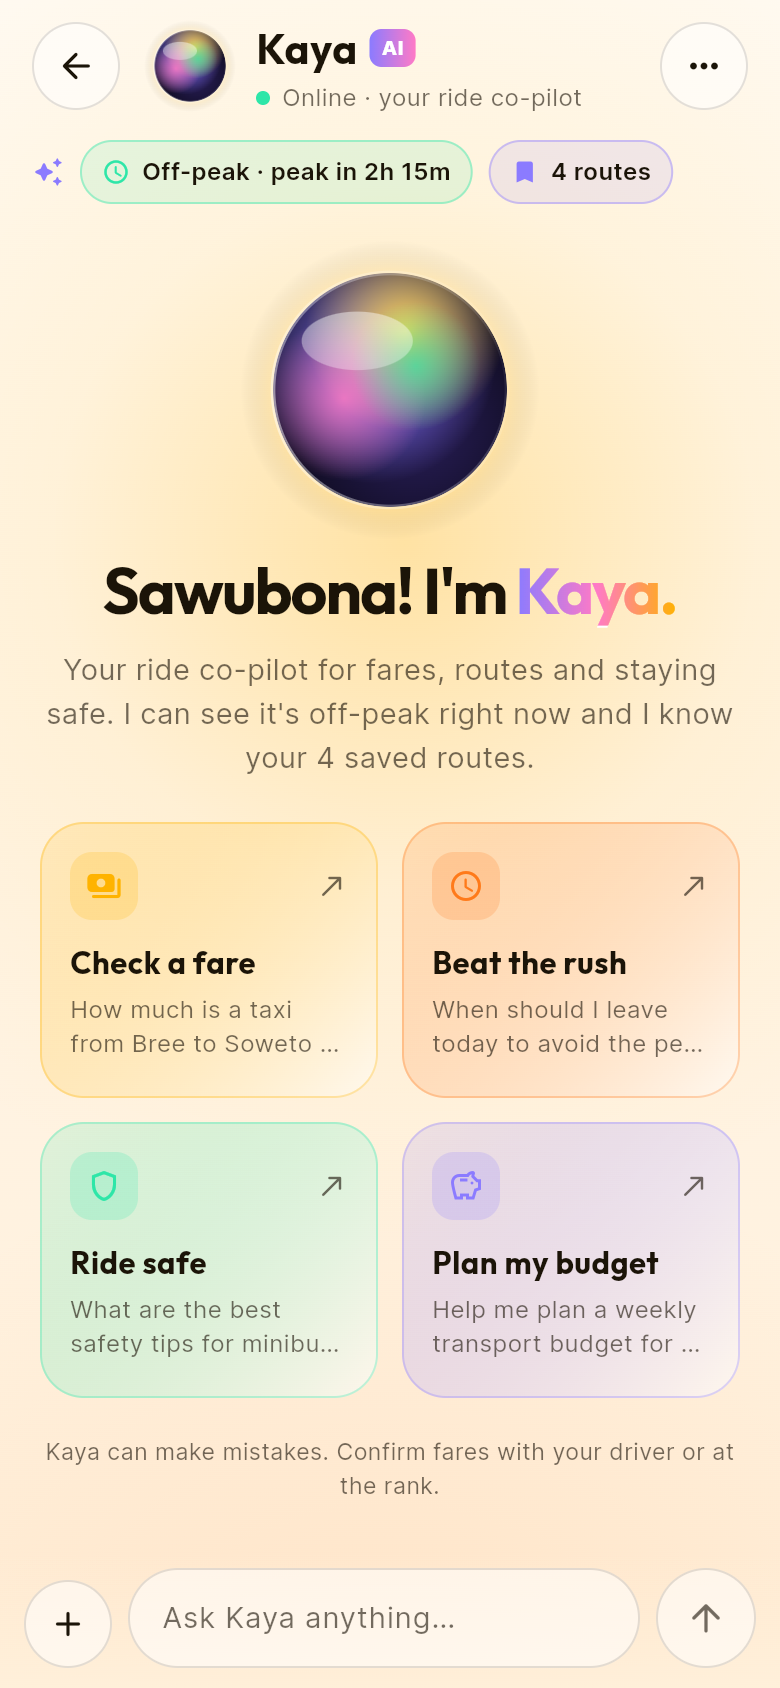 Kaya AI
Online · your ride co-pilot
Off-peak · peak in 2h 15m
4 routes
Sawubona! I'm Kaya.
Your ride co-pilot for fares, routes and staying
safe. I can see it's off-peak right now and I know
your 4 saved routes.
Check a fare
How much is a taxi
from Bree to Soweto ...
Beat the rush
When should I leave
today to avoid the pe...
Ride safe
What are the best
safety tips for minibu...
Plan my budget
Help me plan a weekly
transport budget for ...
Kaya can make mistakes. Confirm fares with your driver or at
the rank.
Ask Kaya anything...